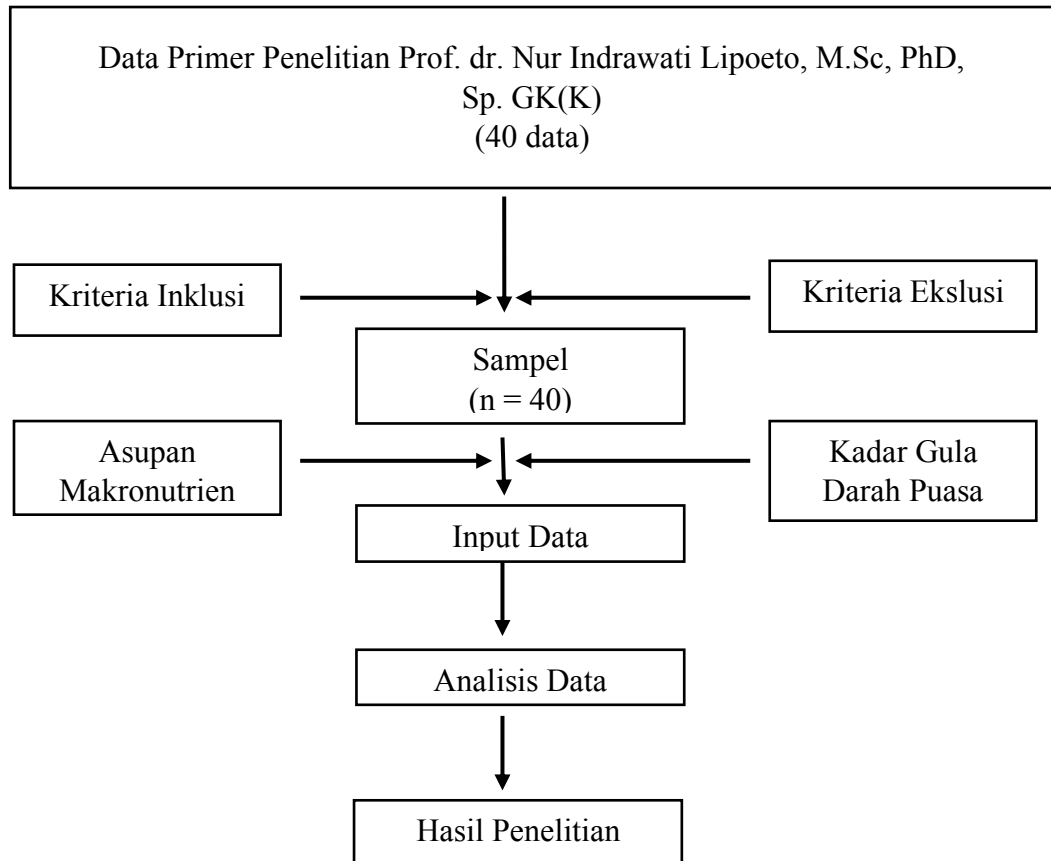 Data Primer Penelitian Prof. dr. Nur Indrawati Lipoeto, M.Sc, PhD,
Sp. GK(K)
(40 data)
Kriteria Inklusi
Kriteria Ekslusi
Sampel
(n = 40)
Asupan
Makronutrien
Kadar Gula
Darah Puasa
Input Data
Analisis Data
Hasil Penelitian